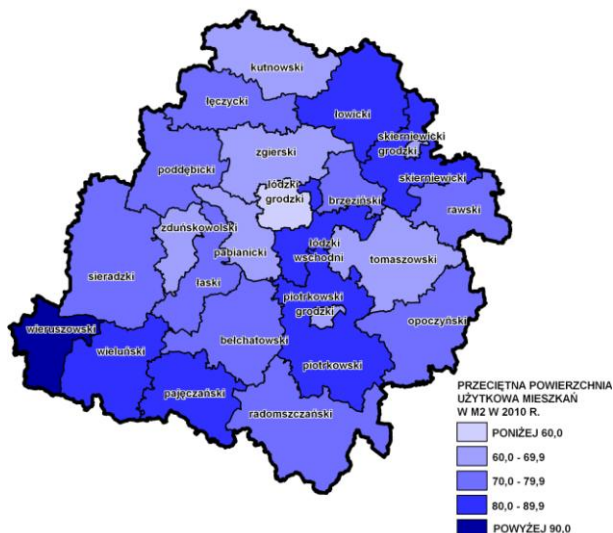 kutnowski
łęczycki
łowicki
skierniewicki
grodzki
zgierski
poddębicki
łódzki
grodzki
brzeziński
skierniewicki
rawski
zduńskowolski
pabianicki
łódzki
wschodni
tomaszowski
sieradzki
łaski
piotrkowski
grodzki
opoczyński
wieruszowski
bełchatowski
wieluński
piotrkowski
pajęczański
radomszczański
PRZECIĘTNA POWIERZCHNIA
UŻYTKOWA MIESZKAŃ
W M2 W 2010 R.
PONIŻEJ 60,0
60,0 - 69,9
70,0 - 79,9
80,0 - 89,9
POWYŻEJ 90,0